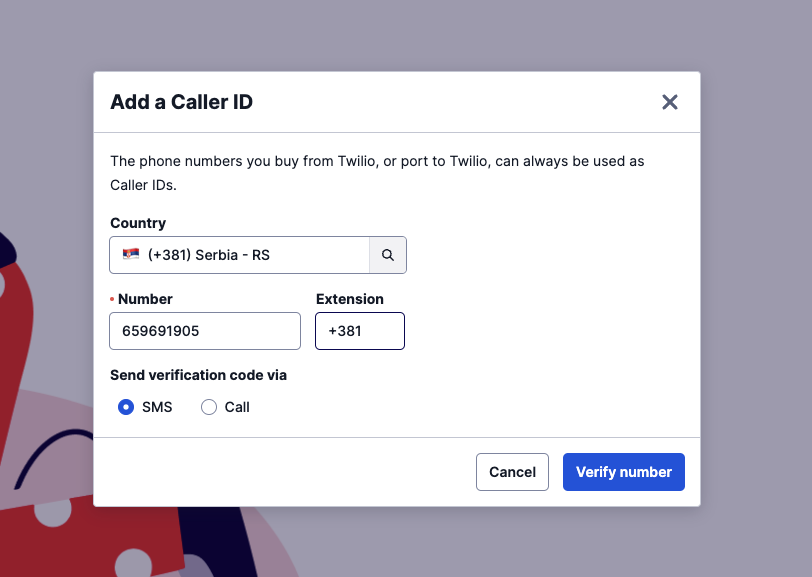 Add a Caller ID
The phone numbers you buy from Twilio, or port to Twilio, can always be used as
Caller IDs.
Country
(+381) Serbia - RS
Number Extension
659691905 +381
Send verification code via
SMS Call
Cancel Verify number